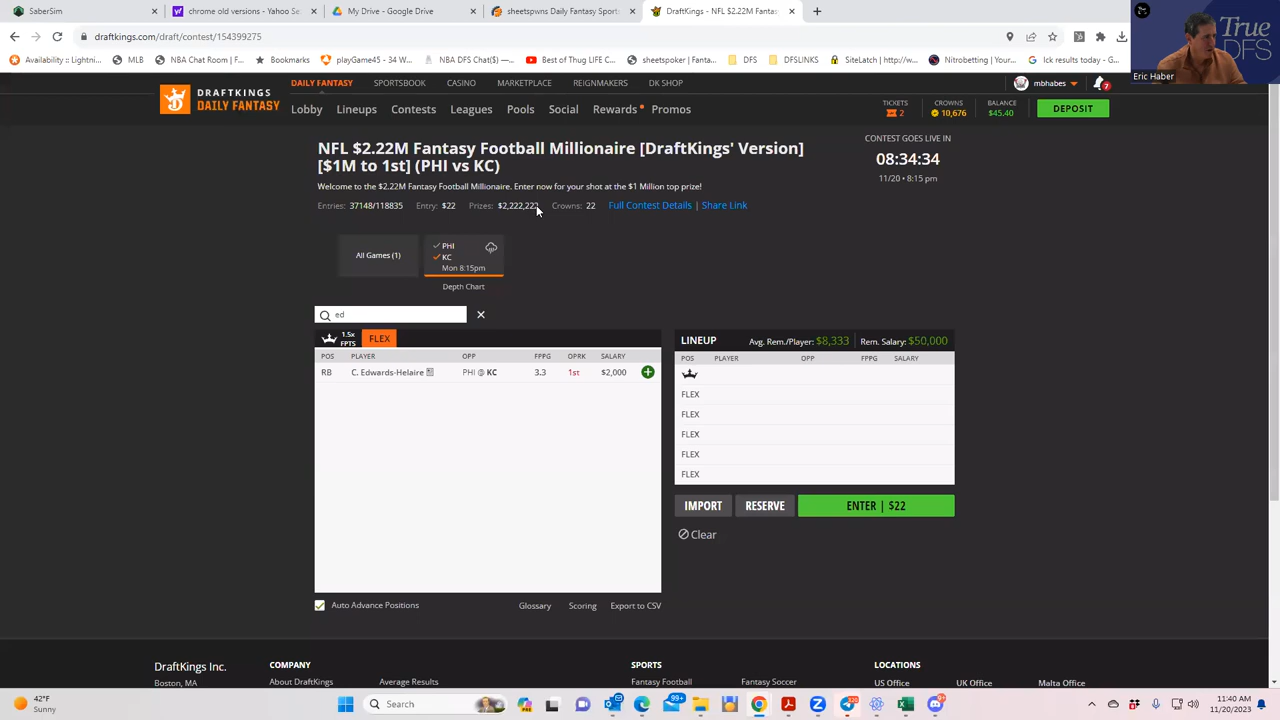 SaberSim
chrome old versions - Yahoo Se
My Drive - Google Drive
sheetspwns Daily Fantasy Sport
DraftKings - NFL $2.22M Fantas
draftkings.com/draft/contest/154399275
Availability :: Lightni...
MLB
NBA Chat Room (F...
Bookmarks
playGame45 - 34 W...
NBA DFS Chat($) —...
Best of Thug LIFE C...
sheetspoker | Fanta...
DFS
DFSLINKS
SiteLatch | http://w...
Nitrobetting | Your...
Ick results today - G...
True
DFS
Eric Haber
DRAFTKINGS
DAILY FANTASY
DAILY FANTASY
SPORTSBOOK
CASINO
MARKETPLACE
REIGNMAKERS
DK SHOP
mbhabes
7
Lobby
Lineups
Contests
Leagues
Pools
Social
Rewards
Promos
TICKETS
2
CROWNS
10,676
BALANCE
$45.40
DEPOSIT
NFL $2.22M Fantasy Football Millionaire [DraftKings' Version]
[$1M to 1st] (PHI vs KC)
Welcome to the $2.22M Fantasy Football Millionaire. Enter now for your shot at the $1 Million top prize!
Entries: 37148/118835 Entry: $22 Prizes: $2,222,222 Crowns: 22 Full Contest Details | Share Link
CONTEST GOES LIVE IN
08:34:34
11/20 • 8:15 pm
All Games (1)
PHI
KC
Mon 8:15pm
Depth Chart
ed
1.5x
FPTS
FLEX
POS PLAYER OPP FPPG OPRK SALARY
RB C. Edwards-Helaire PHI @ KC 3.3 1st $2,000
LINEUP Avg. Rem./Player: $8,333 Rem. Salary: $50,000
POS PLAYER OPP FPPG SALARY
FLEX
FLEX
FLEX
FLEX
FLEX
IMPORT
RESERVE
ENTER | $22
Clear
Auto Advance Positions
Glossary
Scoring
Export to CSV
DraftKings Inc.
Boston, MA
COMPANY
About DraftKings
Average Results
SPORTS
Fantasy Football
Fantasy Soccer
LOCATIONS
US Office
UK Office
Malta Office
42°F
Sunny
Search
99+
11:40 AM
11/20/2023